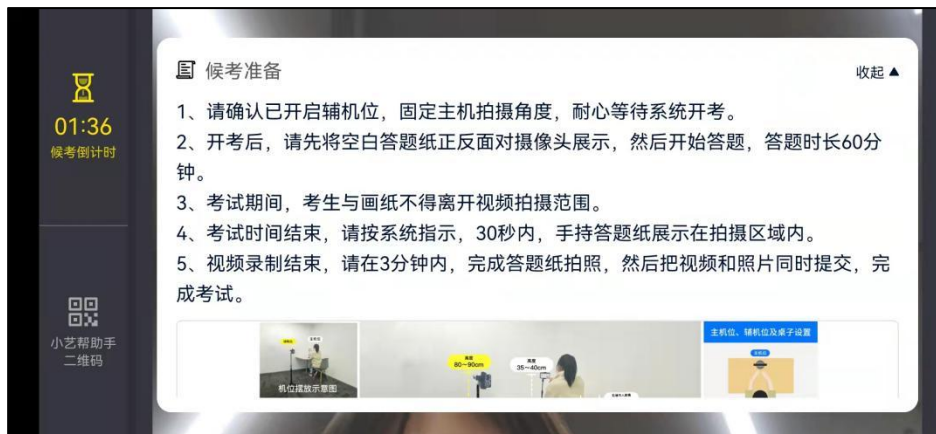 候考准备
收起▲
01:36
候考倒计时
1、请确认已开启辅机位，固定主机拍摄角度，耐心等待系统开考。
2、开考后，请先将空白答题纸正反面对摄像头展示，然后开始答题，答题时长60分
钟。
3、考试期间，考生与画纸不得离开视频拍摄范围。
4、考试时间结束，请按系统指示，30秒内，手持答题纸展示在拍摄区域内。
5、视频录制结束，请在3分钟内，完成答题纸拍照，然后把视频和照片同时提交，完
成考试。
小艺帮助手
二维码
机位摆放示意图
高度
80~90cm
高度
35~40cm
主机位、辅机位及桌子设置